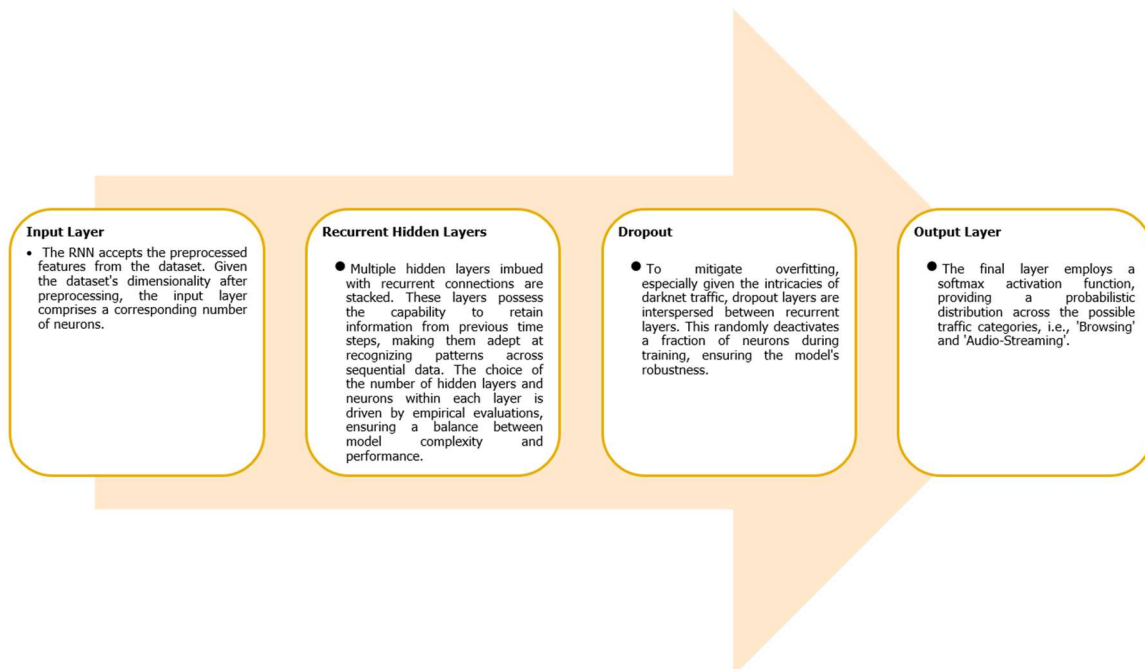 Input Layer
• The RNN accepts the preprocessed
features from the dataset. Given
the dataset's dimensionality after
preprocessing, the input layer
comprises a corresponding number
of neurons.
Recurrent Hidden Layers
● Multiple hidden layers imbued
with recurrent connections are
stacked. These layers possess
the capability to retain
information from previous time
steps, making them adept at
recognizing patterns across
sequential data. The choice of
the number of hidden layers and
neurons within each layer is
driven by empirical evaluations,
ensuring a balance between
model complexity and
performance.
Dropout
● To mitigate overfitting,
especially given the intricacies of
darknet traffic, dropout layers are
interspersed between recurrent
layers. This randomly deactivates
a fraction of neurons during
training, ensuring the model's
robustness.
Output Layer
● The final layer employs a
softmax activation function,
providing a probabilistic
distribution across the possible
traffic categories, i.e., 'Browsing'
and 'Audio-Streaming'.